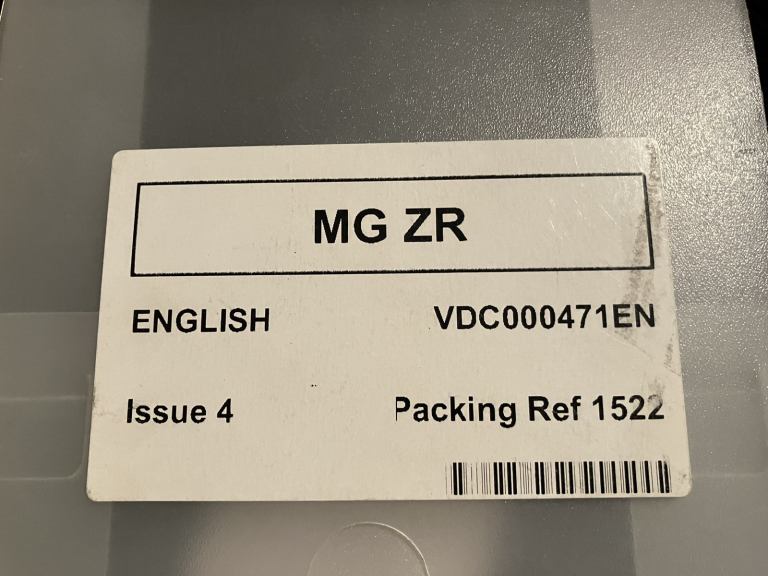 MG ZR
ENGLISH VDC000471EN
Issue 4 Packing Ref 1522